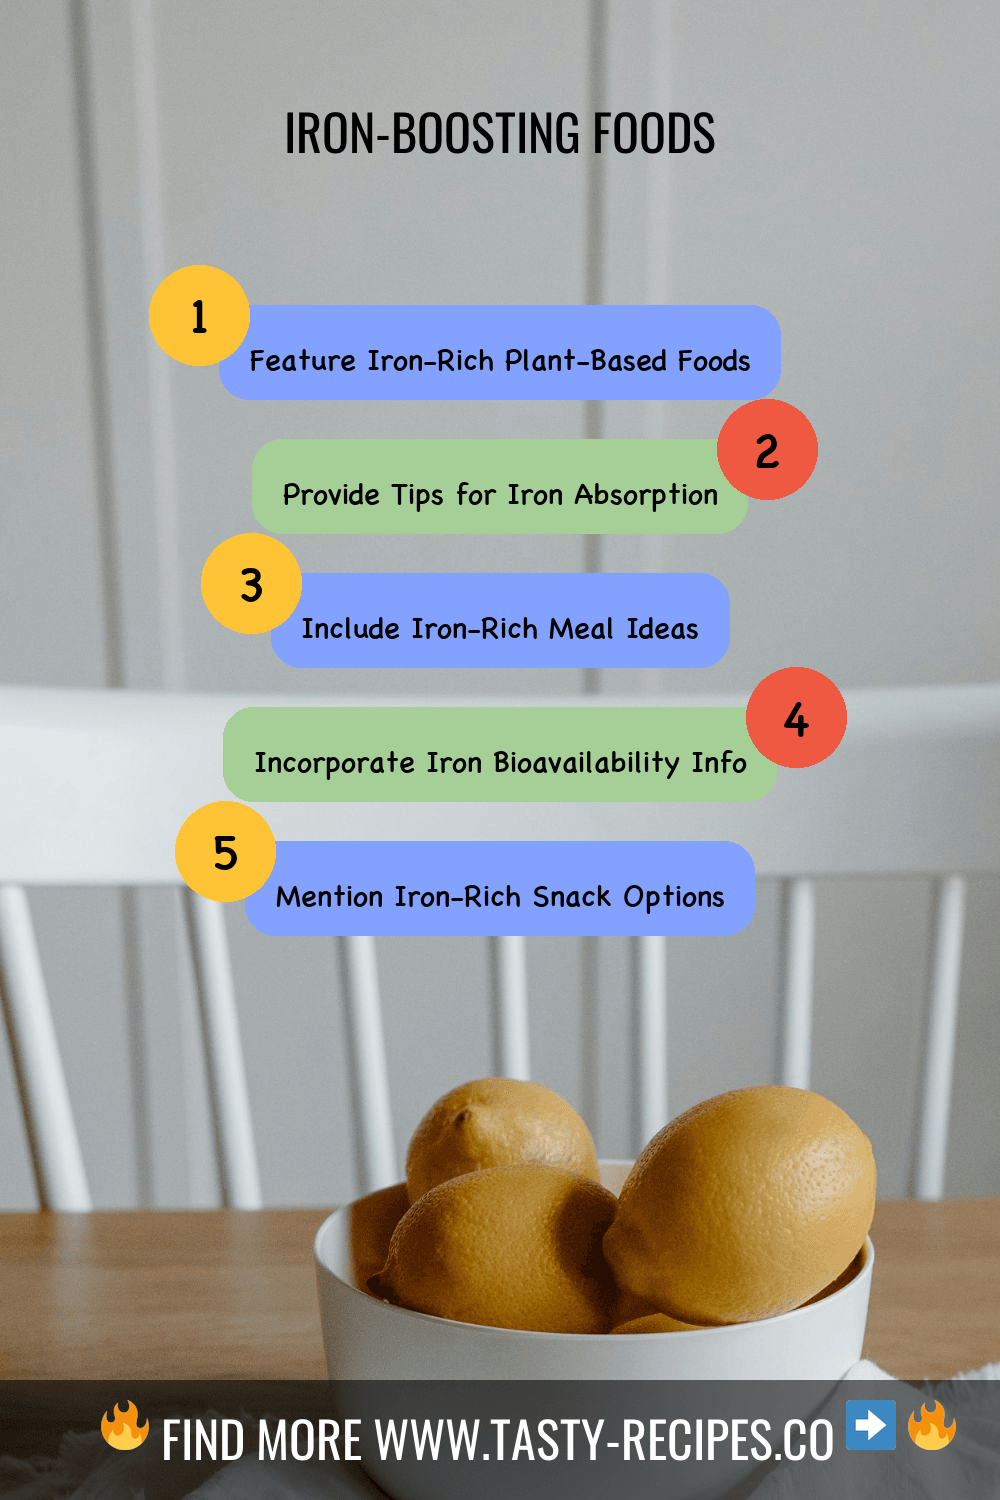 IRON-BOOSTING FOODS
1
Feature Iron-Rich Plant-Based Foods
2
Provide Tips for Iron Absorption
3
Include Iron-Rich Meal Ideas
4
Incorporate Iron Bioavailability Info
5
Mention Iron-Rich Snack Options
FIND MORE WWW.TASTY-RECIPES.CO